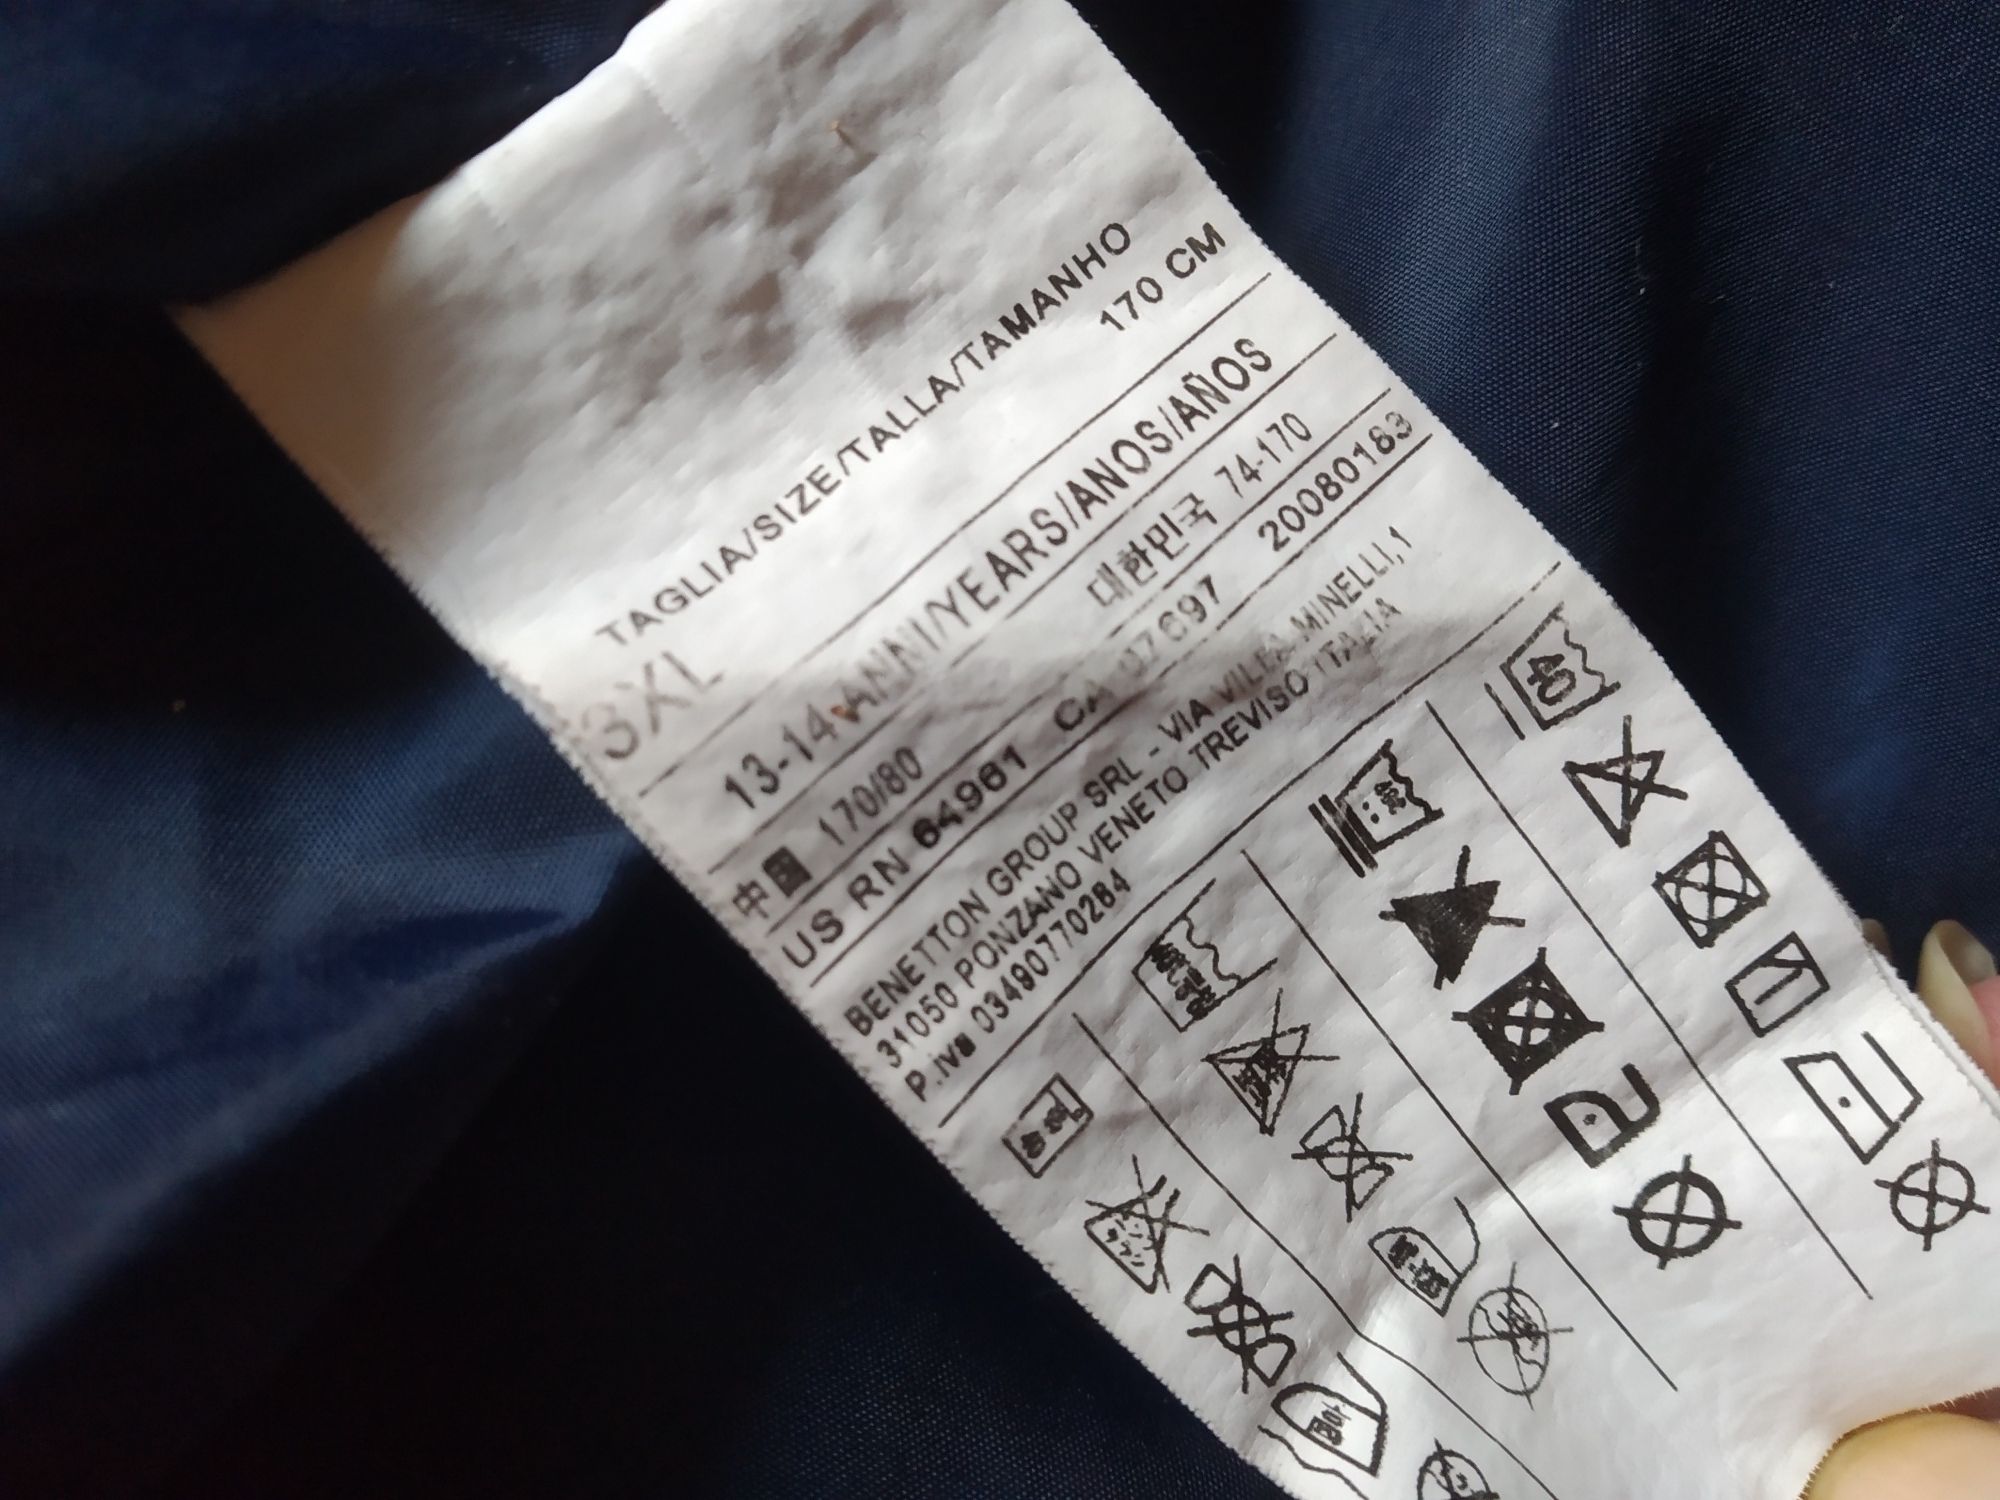 TAGLIA/SIZE/TALLA/TAMANHO
3XL 170 CM
13-14 ANNI/YEARS/ANOS/AÑOS
中国 170/80 대한민국 74-170
US RN 64961 CA 07697 20080183
BENETTON GROUP SRL - VIA VILLA MINELLI,1
31050 PONZANO VENETO TREVISO ITALIA
P.iva 03490770264
40